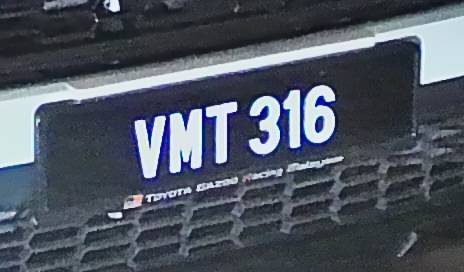 VMT 316
TOYOTA GAZOO Racing Malaysia